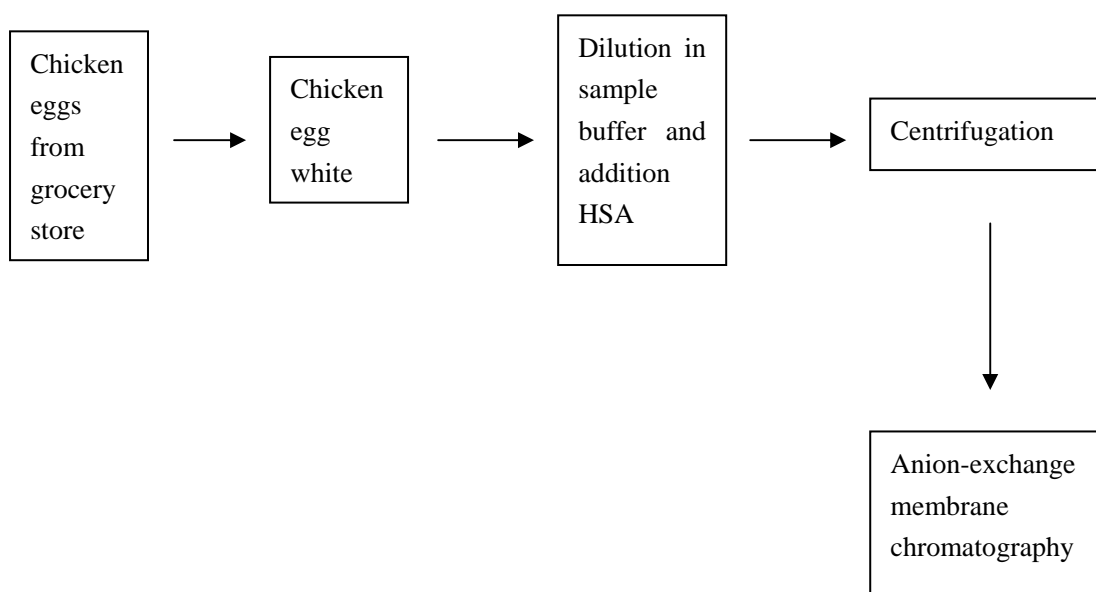 Chicken
eggs
from
grocery
store
Chicken
egg
white
Dilution in
sample
buffer and
addition
HSA
Centrifugation
Anion-exchange
membrane
chromatography